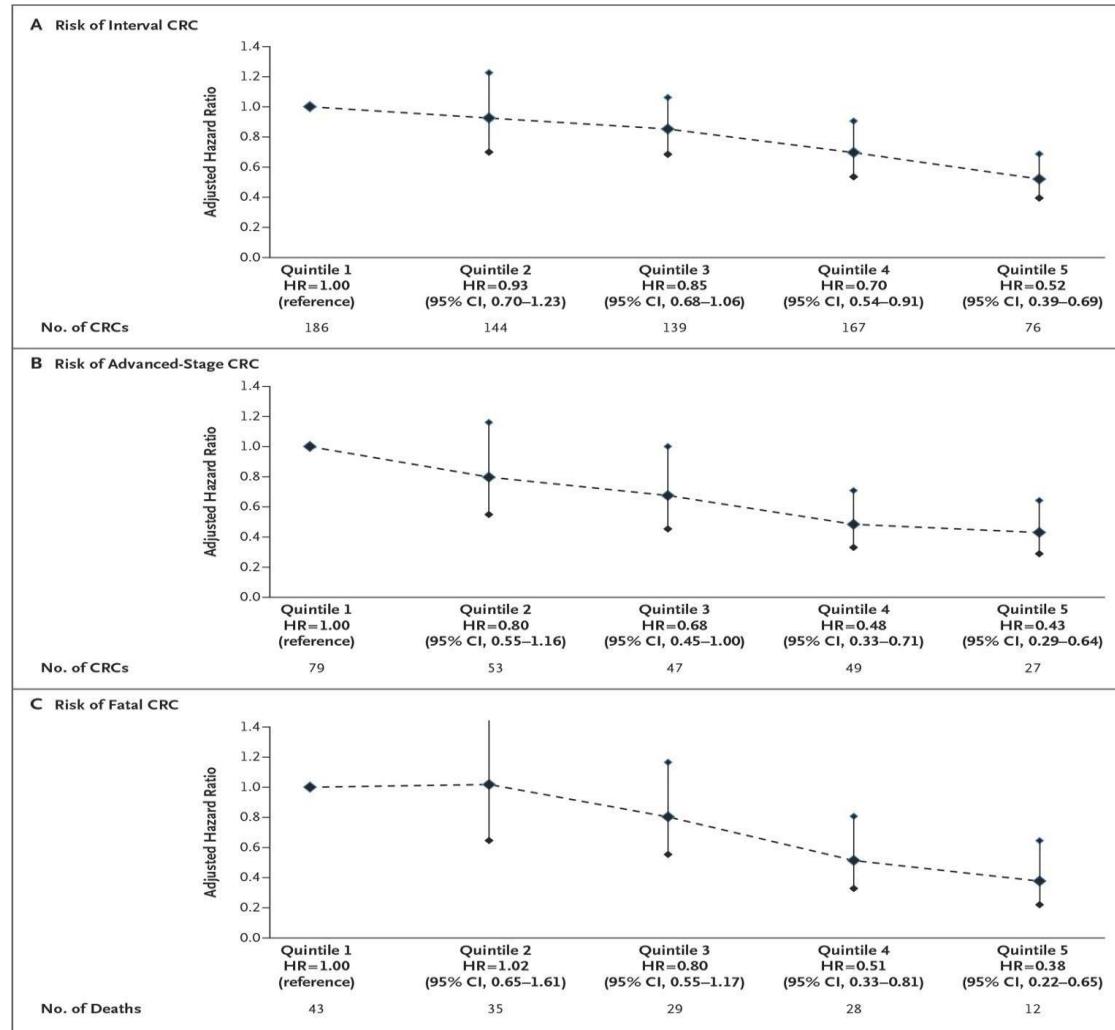 A Risk of Interval CRC
Adjusted Hazard Ratio
1.4
1.2
1.0
0.8
0.6
0.4
0.2
0.0
Quintile 1 Quintile 2 Quintile 3 Quintile 4 Quintile 5
HR=1.00 HR=0.93 HR=0.85 HR=0.70 HR=0.52
(reference) (95% CI, 0.70–1.23) (95% CI, 0.68–1.06) (95% CI, 0.54–0.91) (95% CI, 0.39–0.69)
No. of CRCs 186 144 139 167 76
B Risk of Advanced-Stage CRC
Adjusted Hazard Ratio
1.4
1.2
1.0
0.8
0.6
0.4
0.2
0.0
Quintile 1 Quintile 2 Quintile 3 Quintile 4 Quintile 5
HR=1.00 HR=0.80 HR=0.68 HR=0.48 HR=0.43
(reference) (95% CI, 0.55–1.16) (95% CI, 0.45–1.00) (95% CI, 0.33–0.71) (95% CI, 0.29–0.64)
No. of CRCs 79 53 47 49 27
C Risk of Fatal CRC
Adjusted Hazard Ratio
1.4
1.2
1.0
0.8
0.6
0.4
0.2
0.0
Quintile 1 Quintile 2 Quintile 3 Quintile 4 Quintile 5
HR=1.00 HR=1.02 HR=0.80 HR=0.51 HR=0.38
(reference) (95% CI, 0.65–1.61) (95% CI, 0.55–1.17) (95% CI, 0.33–0.81) (95% CI, 0.22–0.65)
No. of Deaths 43 35 29 28 12